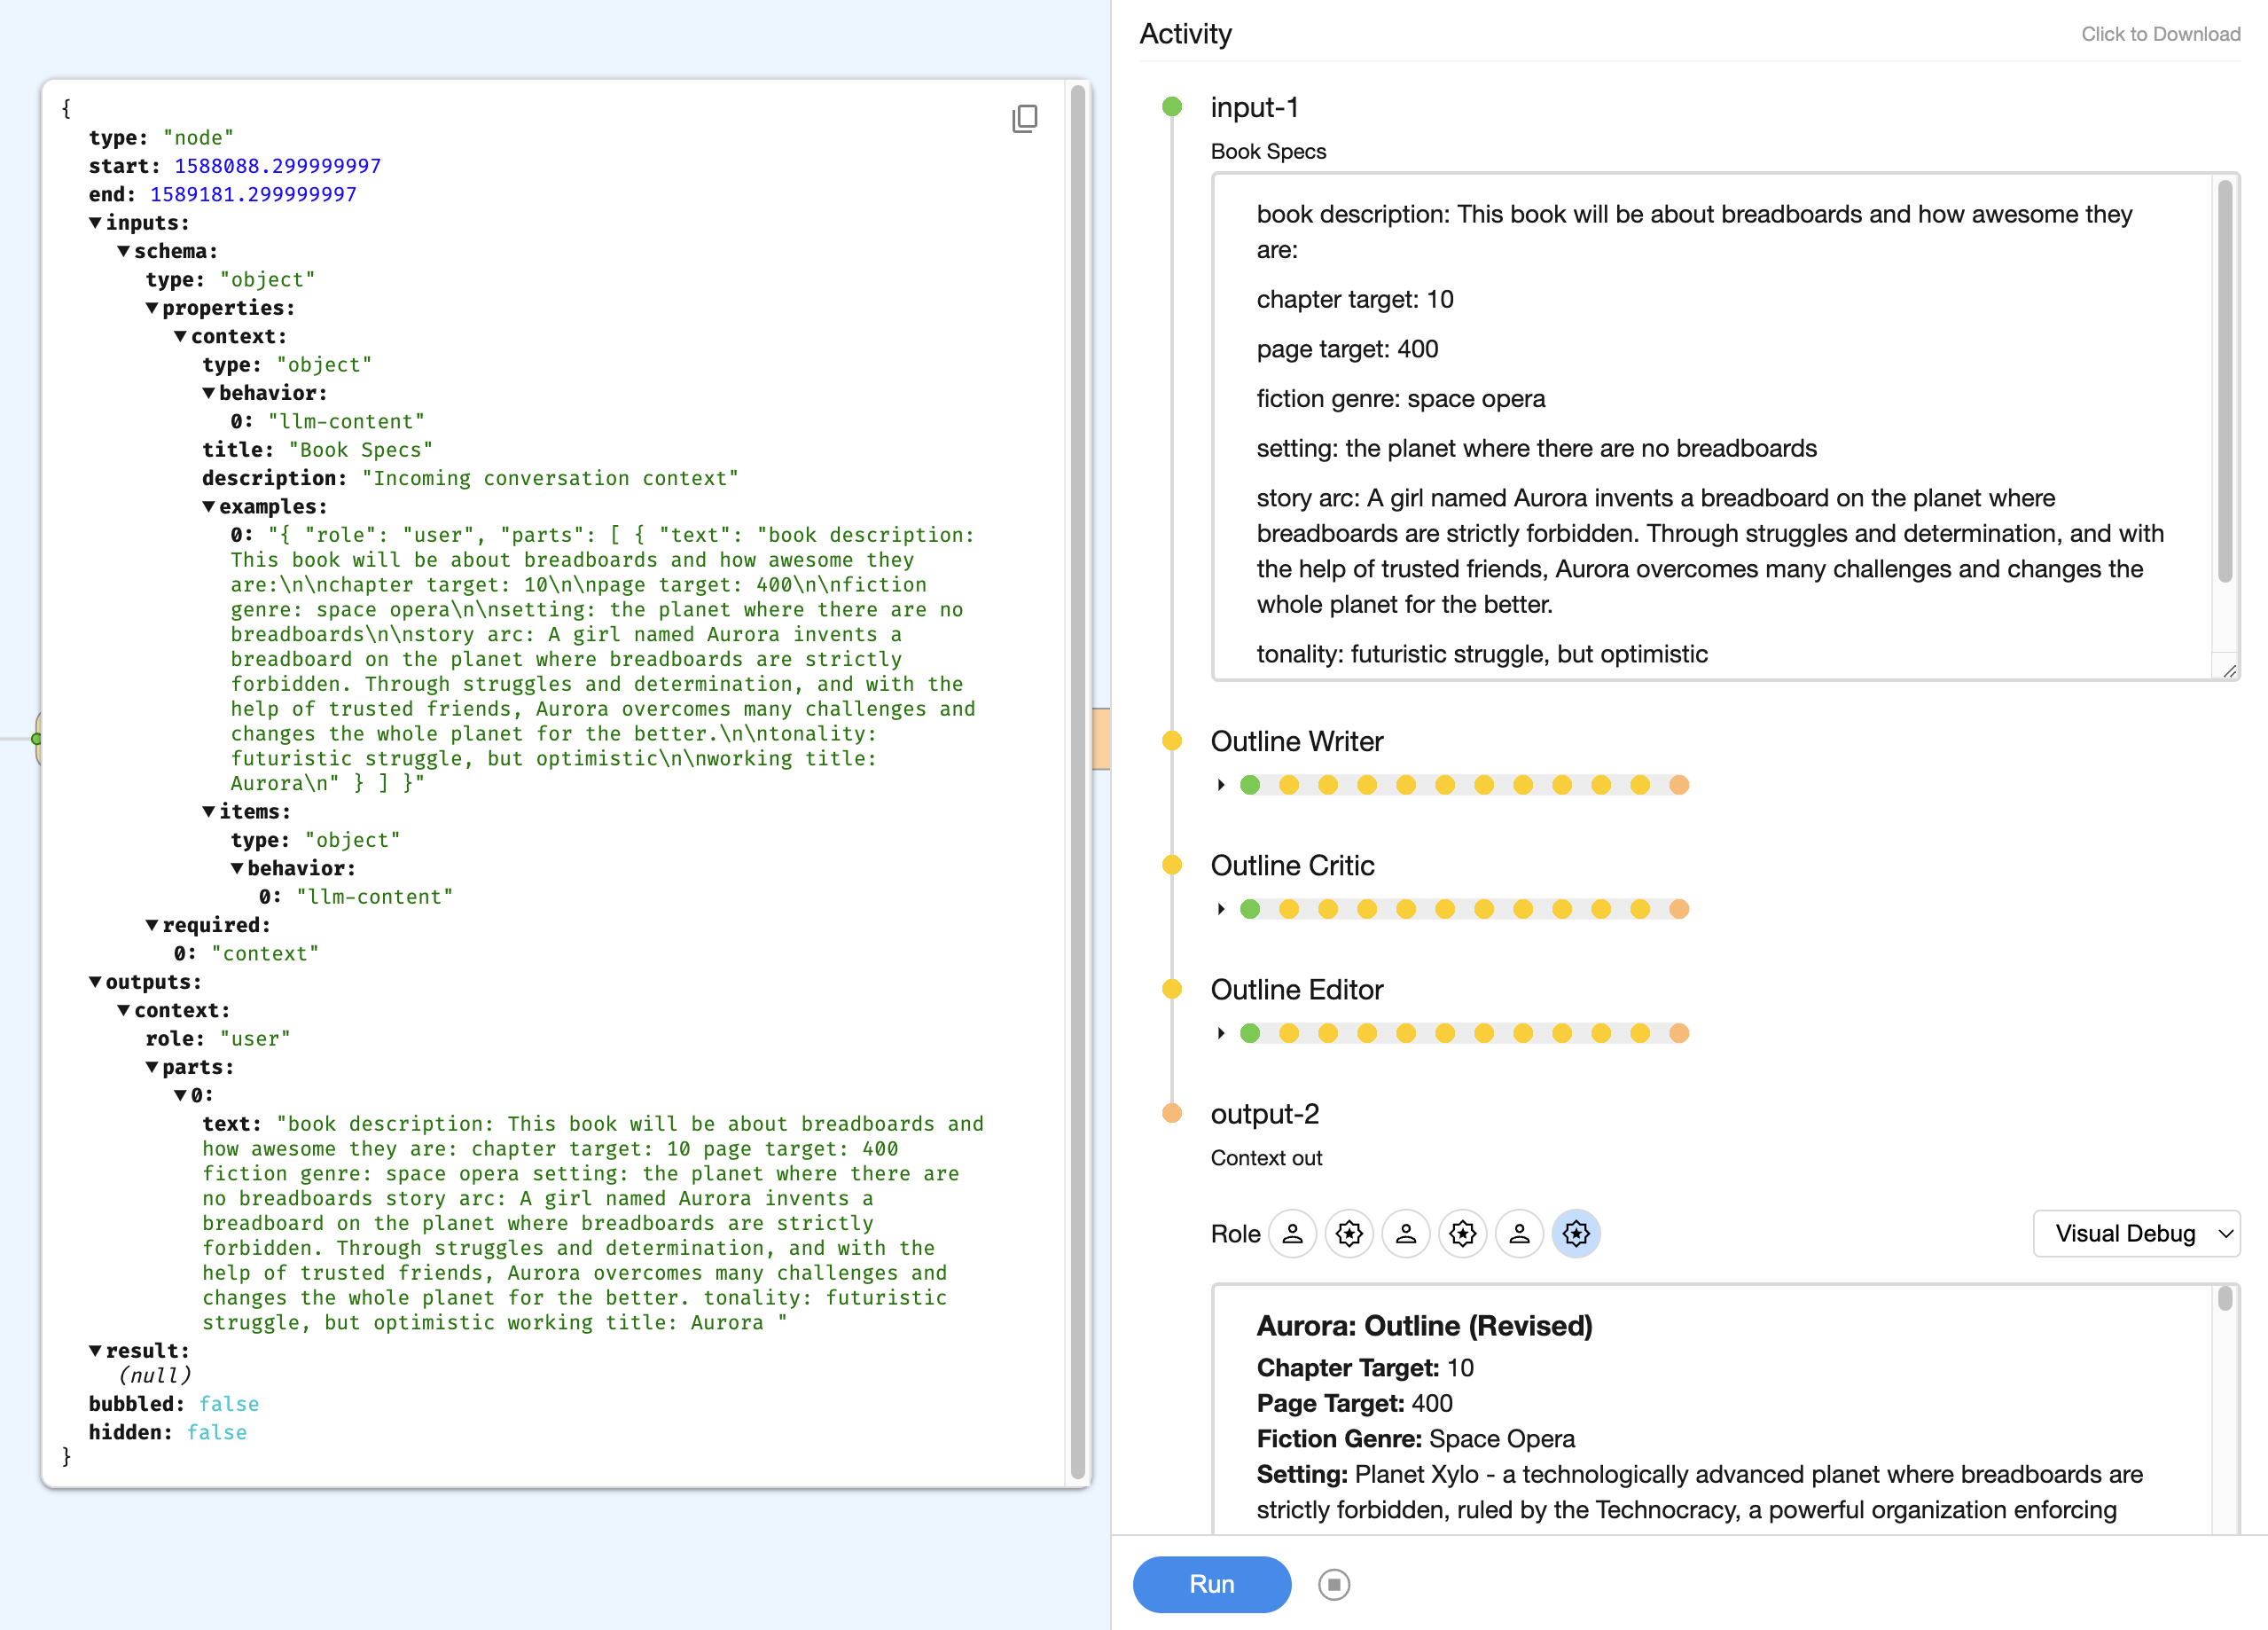 {
type: "node"
start: 1588088.299999997
end: 1589181.299999997
▼inputs:
▼schema:
type: "object"
▼properties:
▼context:
type: "object"
▼behavior:
0: "llm-content"
title: "Book Specs"
description: "Incoming conversation context"
▼examples:
0: "{ "role": "user", "parts": [ { "text": "book description:
This book will be about breadboards and how awesome they
are:\n\nchapter target: 10\n\npage target: 400\n\nfiction
genre: space opera\n\nsetting: the planet where there are no
breadboards\n\nstory arc: A girl named Aurora invents a
breadboard on the planet where breadboards are strictly
forbidden. Through struggles and determination, and with the
help of trusted friends, Aurora overcomes many challenges and
changes the whole planet for the better.\n\ntonality:
futuristic struggle, but optimistic\n\nworking title:
Aurora\n" } ] }"
▼items:
type: "object"
▼behavior:
0: "llm-content"
▼required:
0: "context"
▼outputs:
▼context:
role: "user"
▼parts:
▼0:
text: "book description: This book will be about breadboards and
how awesome they are: chapter target: 10 page target: 400
fiction genre: space opera setting: the planet where there are
no breadboards story arc: A girl named Aurora invents a
breadboard on the planet where breadboards are strictly
forbidden. Through struggles and determination, and with the
help of trusted friends, Aurora overcomes many challenges and
changes the whole planet for the better. tonality: futuristic
struggle, but optimistic working title: Aurora "
▼result:
(null)
bubbled: false
hidden: false
}
Activity
Click to Download
input-1
Book Specs
book description: This book will be about breadboards and how awesome they
are:
chapter target: 10
page target: 400
fiction genre: space opera
setting: the planet where there are no breadboards
story arc: A girl named Aurora invents a breadboard on the planet where
breadboards are strictly forbidden. Through struggles and determination, and with
the help of trusted friends, Aurora overcomes many challenges and changes the
whole planet for the better.
tonality: futuristic struggle, but optimistic
Outline Writer
Outline Critic
Outline Editor
output-2
Context out
Role
Visual Debug
Aurora: Outline (Revised)
Chapter Target: 10
Page Target: 400
Fiction Genre: Space Opera
Setting: Planet Xylo - a technologically advanced planet where breadboards are
strictly forbidden, ruled by the Technocracy, a powerful organization enforcing
Run